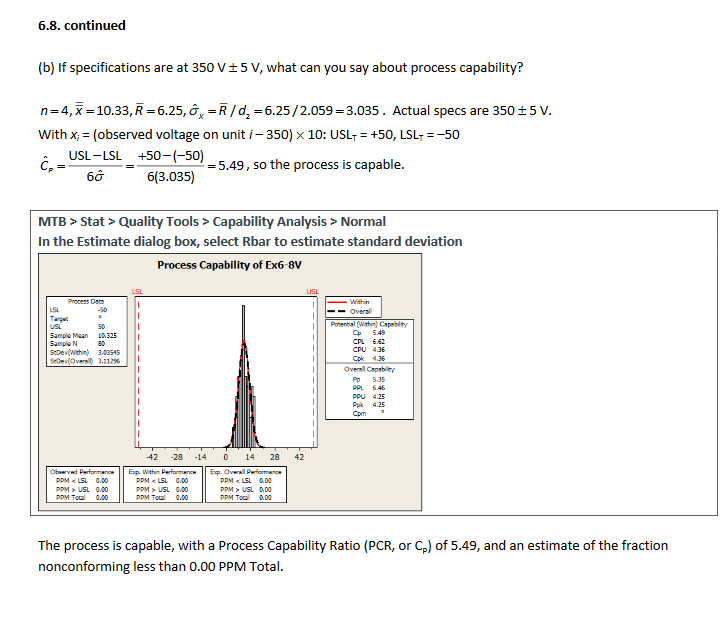 6.8. continued
(b) If specifications are at 350 V ± 5 V, what can you say about process capability?
n = 4, x̿ = 10.33, R̄ = 6.25, σ̂ₓ = R̄ / d₂ = 6.25 / 2.059 = 3.035. Actual specs are 350 ± 5 V.
With xᵢ = (observed voltage on unit i − 350) × 10: USL_T = +50, LSL_T = −50
Ĉ_P = (USL − LSL) / 6σ̂ = (+50 − (−50)) / 6(3.035) = 5.49, so the process is capable.
MTB > Stat > Quality Tools > Capability Analysis > Normal
In the Estimate dialog box, select Rbar to estimate standard deviation
Process Capability of Ex6-8V
LSL USL
Process Data
LSL -50
Target *
USL 50
Sample Mean 10.325
Sample N 80
StDev(Within) 3.03545
StDev(Overall) 3.11296
Within
Overall
Potential (Within) Capability
Cp 5.49
CPL 6.62
CPU 4.36
Cpk 4.36
Overall Capability
Pp 5.35
PPL 6.46
PPU 4.25
Ppk 4.25
Cpm *
-42 -28 -14 0 14 28 42
Observed Performance
PPM < LSL 0.00
PPM > USL 0.00
PPM Total 0.00
Exp. Within Performance
PPM < LSL 0.00
PPM > USL 0.00
PPM Total 0.00
Exp. Overall Performance
PPM < LSL 0.00
PPM > USL 0.00
PPM Total 0.00
The process is capable, with a Process Capability Ratio (PCR, or Cₚ) of 5.49, and an estimate of the fraction
nonconforming less than 0.00 PPM Total.